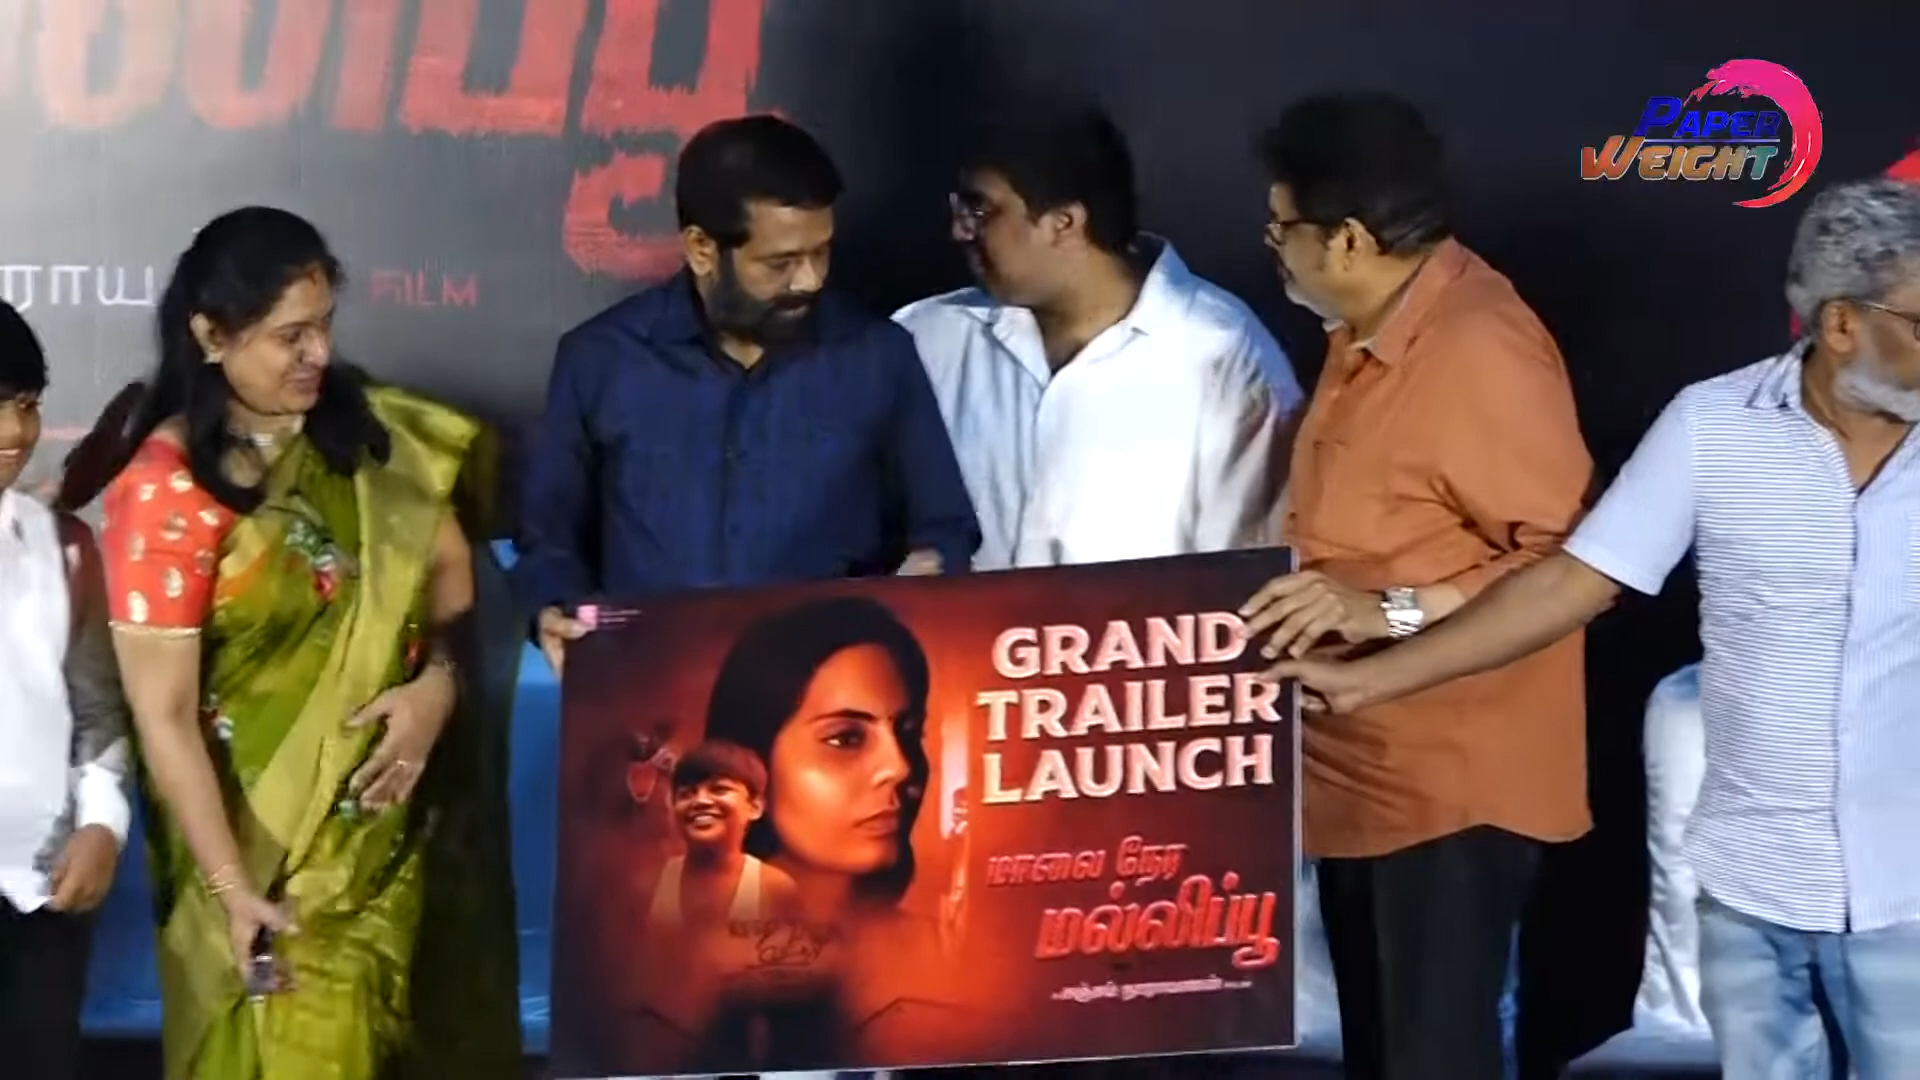 PAPER
WEIGHT
ராய
FILM
GRAND
TRAILER
LAUNCH
மாலை நேர
மல்லிப்பூ